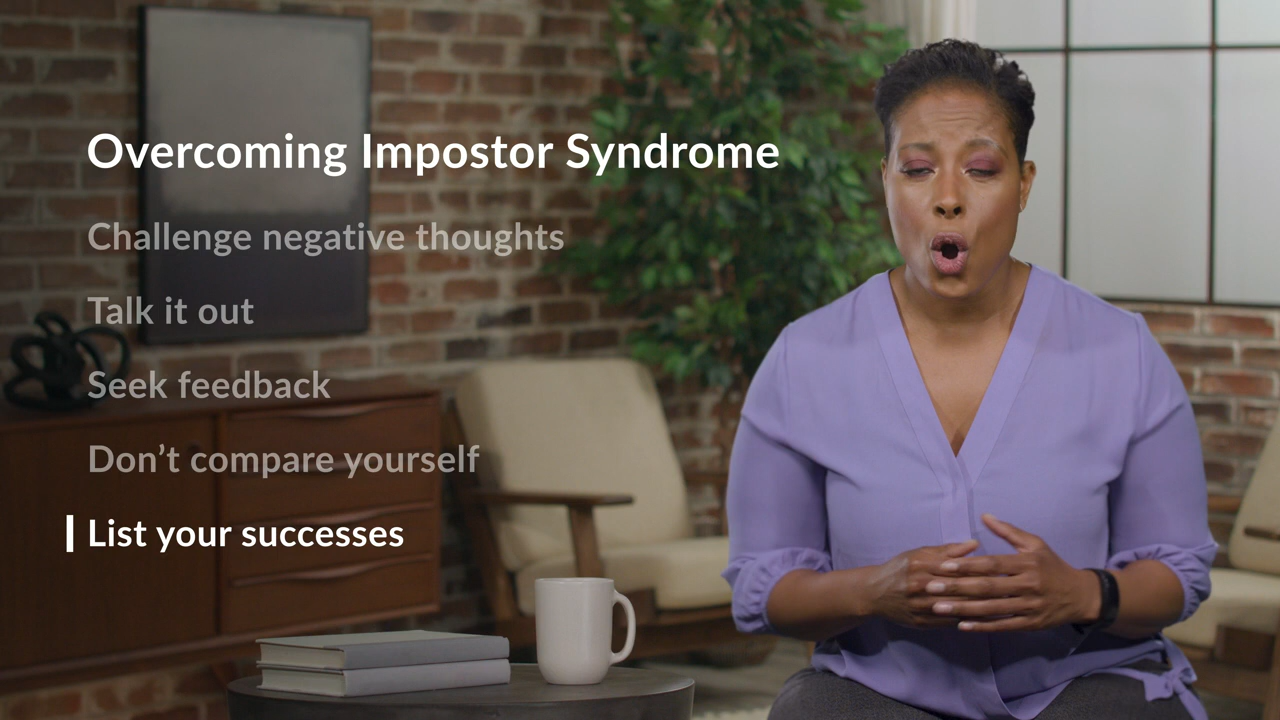 Overcoming Impostor Syndrome
Challenge negative thoughts
Talk it out
Seek feedback
Don’t compare yourself
List your successes